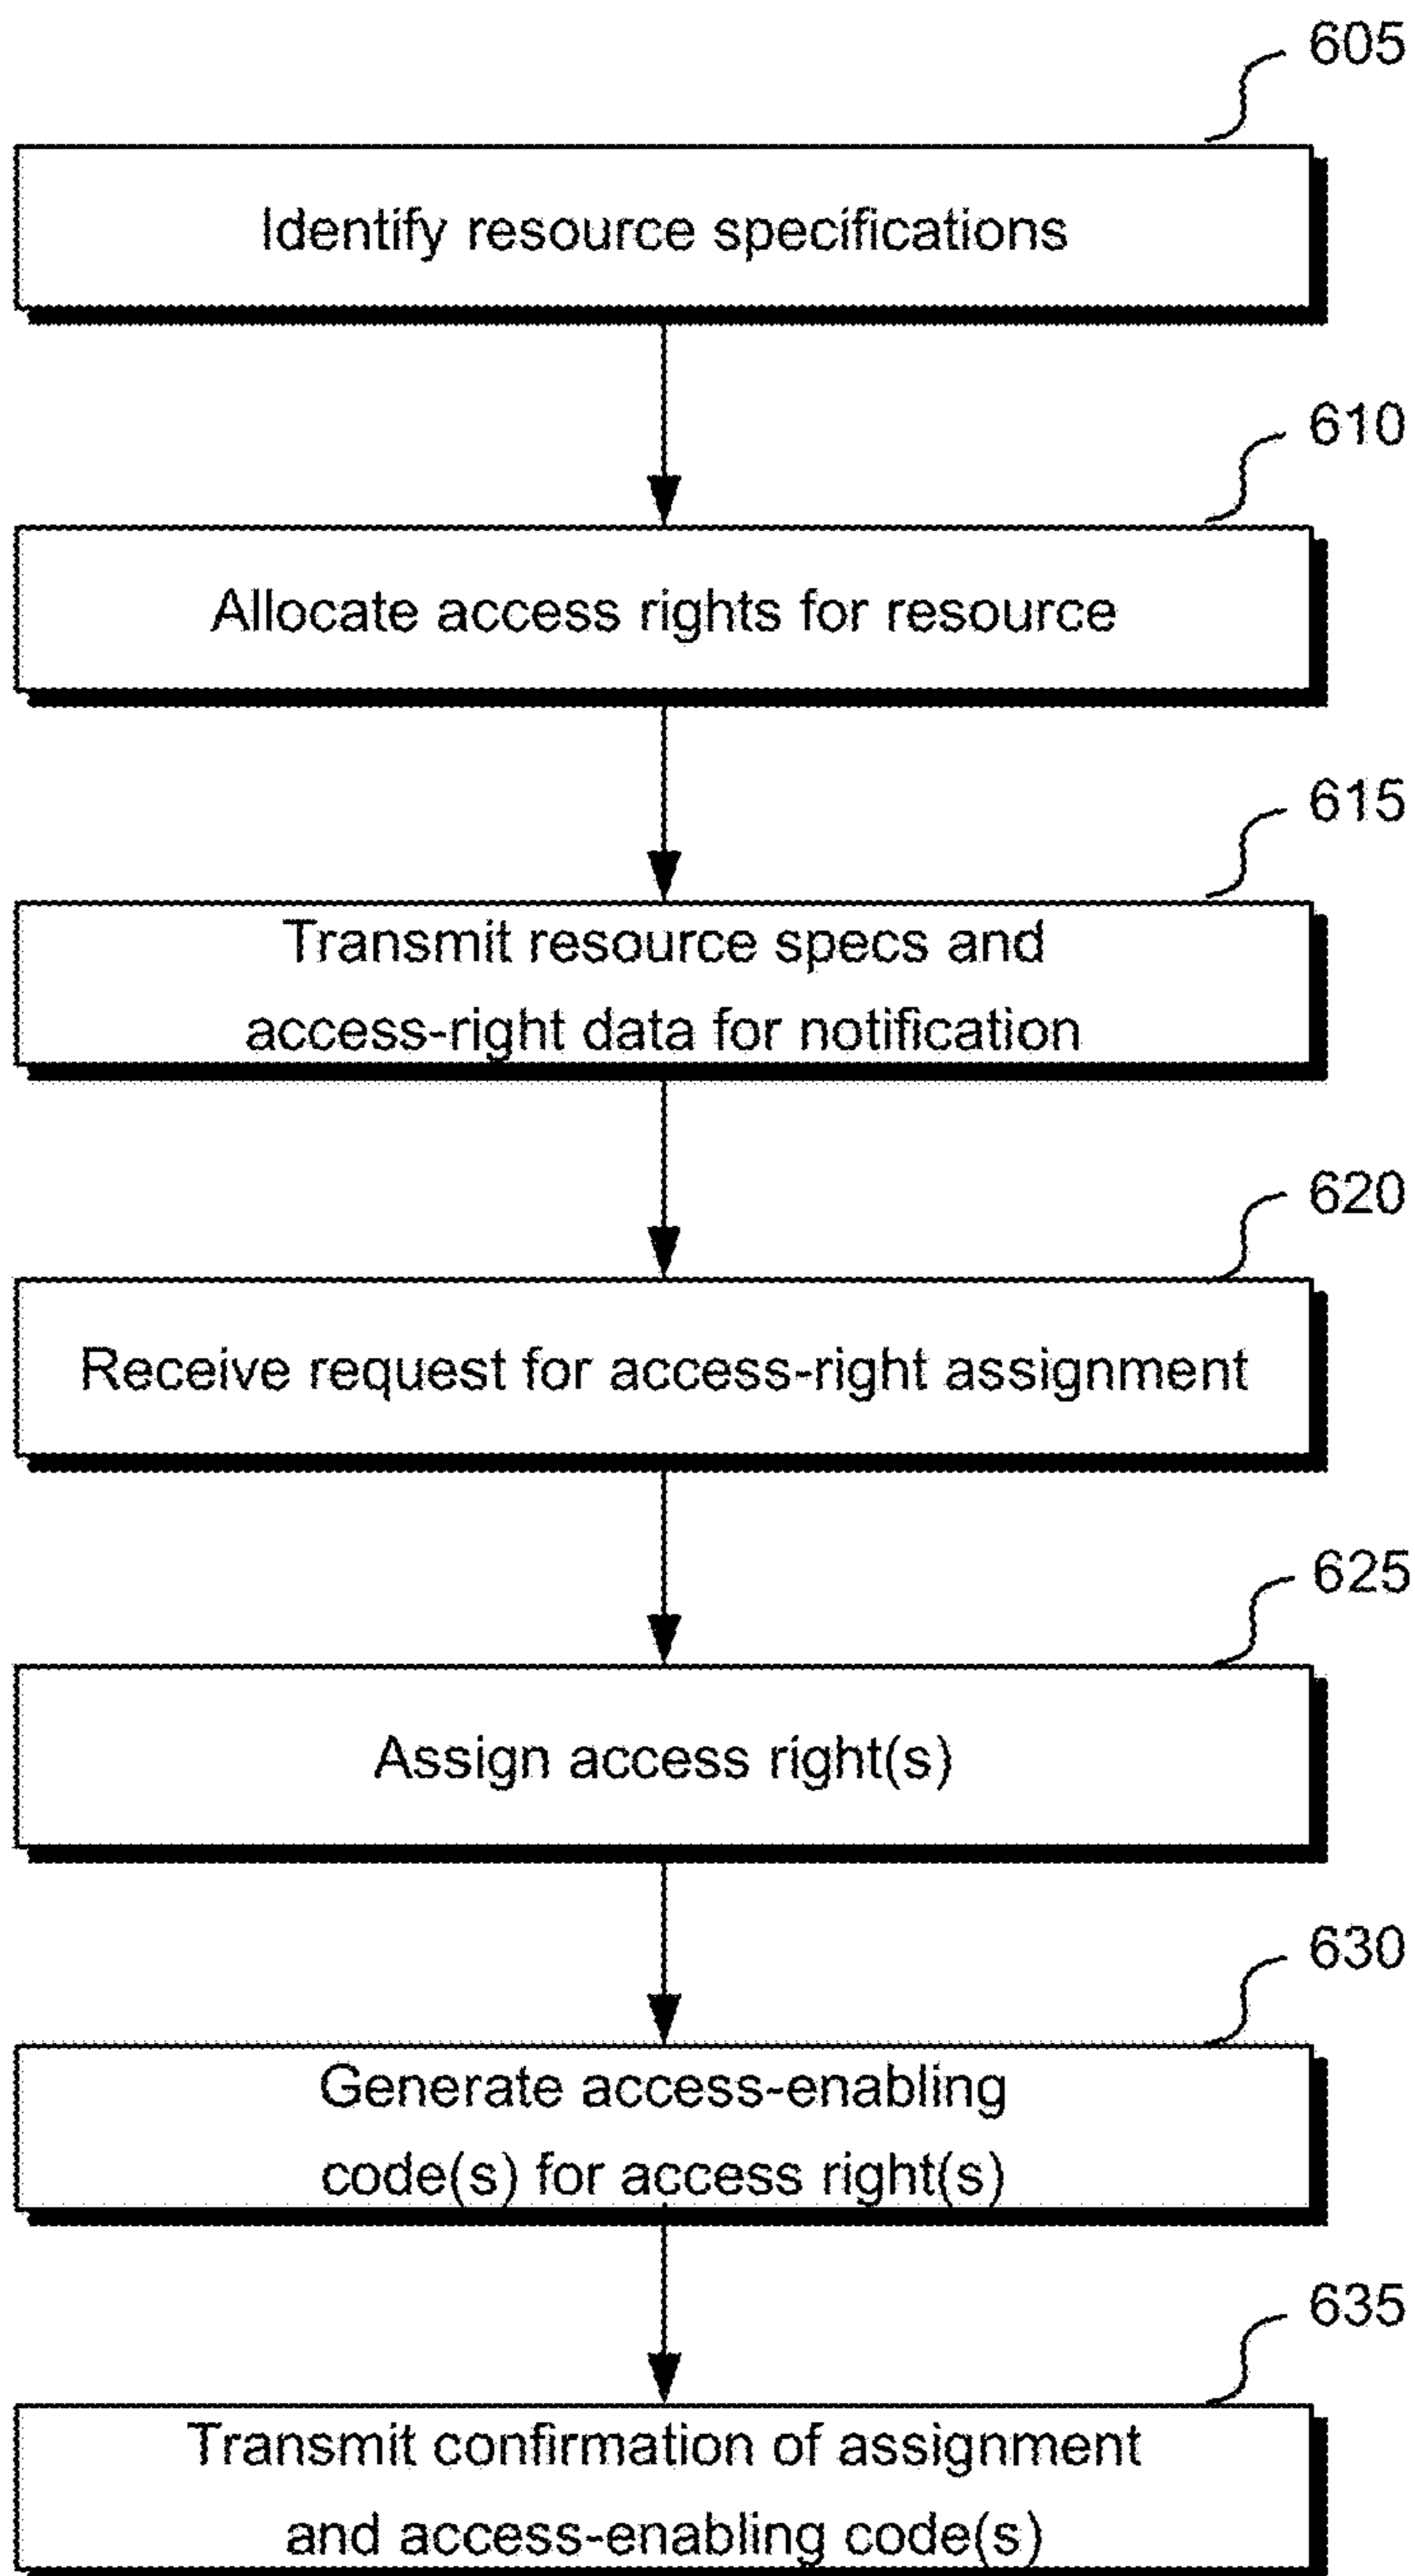 605
Identify resource specifications
610
Allocate access rights for resource
615
Transmit resource specs and
access-right data for notification
620
Receive request for access-right assignment
625
Assign access right(s)
630
Generate access-enabling
code(s) for access right(s)
635
Transmit confirmation of assignment
and access-enabling code(s)